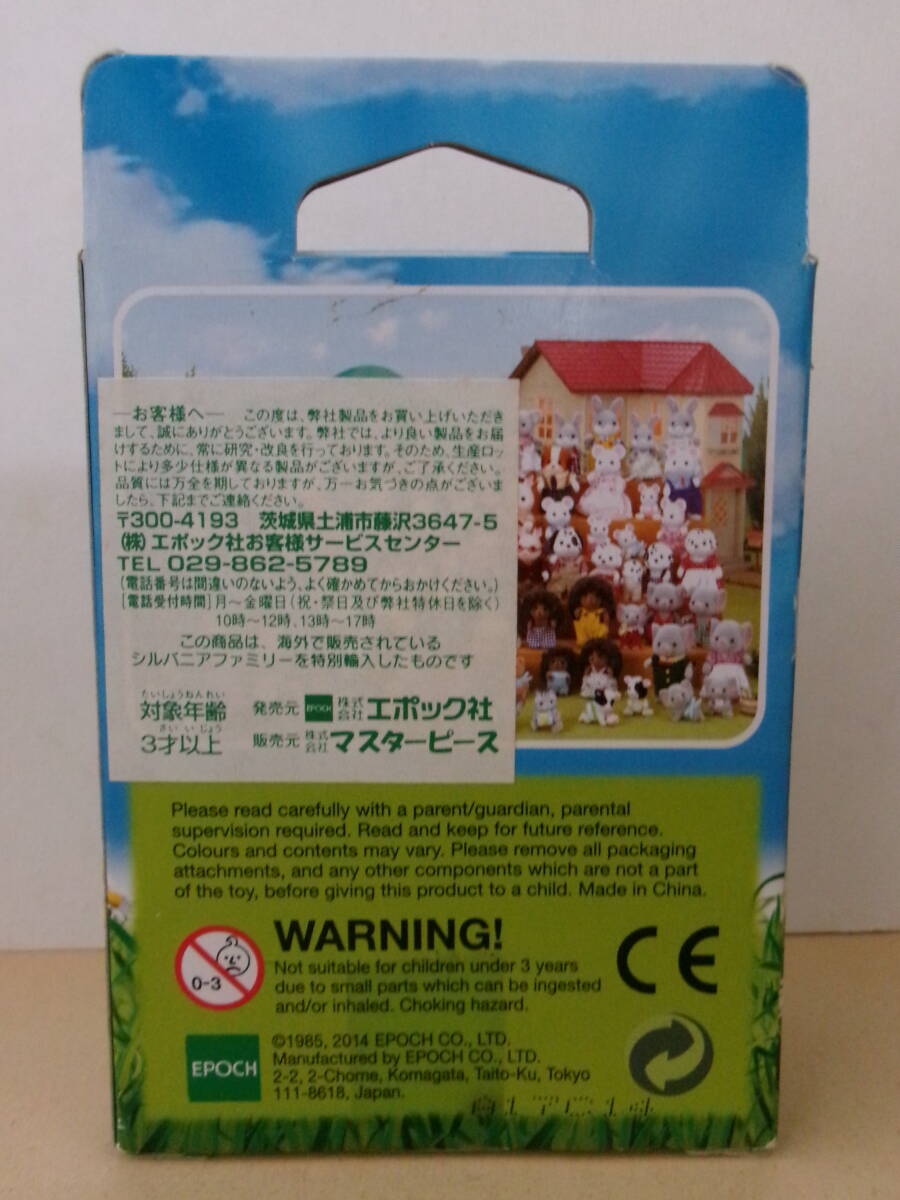 ―お客様へ―　この度は、弊社製品をお買い上げいただき
まして、誠にありがとうございます。弊社では、より良い製品をお届
けするために、常に研究・改良を行っております。そのため、生産ロッ
トにより多少仕様が異なる製品がございますが、ご了承ください。
品質には万全を期しておりますが、万一お気づきの点がございま
したら、下記までご連絡ください。
〒300-4193　茨城県土浦市藤沢3647-5
(株)エポック社お客様サービスセンター
TEL 029-862-5789
(電話番号は間違いのないよう、よく確かめてからおかけください。)
[電話受付時間]月～金曜日(祝・祭日及び弊社特休日を除く)
10時～12時、13時～17時
この商品は、海外で販売されている
シルバニアファミリーを特別輸入したものです
たいしょうねんれい
対象年齢　発売元 EPOCH 株式会社 エポック社
さい いじょう
3才以上　販売元 株式会社 マスターピース
Please read carefully with a parent/guardian, parental
supervision required. Read and keep for future reference.
Colours and contents may vary. Please remove all packaging
attachments, and any other components which are not a part
of the toy, before giving this product to a child. Made in China.
WARNING!
0-3
Not suitable for children under 3 years
due to small parts which can be ingested
and/or inhaled. Choking hazard.
CE
EPOCH
©1985, 2014 EPOCH CO., LTD.
Manufactured by EPOCH CO., LTD.
2-2, 2-Chome, Komagata, Taito-Ku, Tokyo
111-8618, Japan.